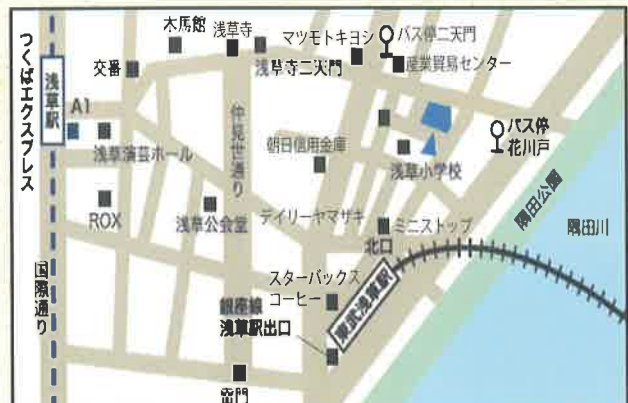 つくばエクスプレス
浅草駅
A1
国際通り
交番
木馬館
浅草寺
浅草寺二天門
マツモトキヨシ
バス停二天門
産業貿易センター
浅草演芸ホール
仲見世通り
朝日信用金庫
浅草小学校
バス停
花川戸
ROX
浅草公会堂
デイリーヤマザキ
ミニストップ
北口
隅田公園
隅田川
スターバックス
コーヒー
東武浅草駅
銀座線
浅草駅出口
雷門